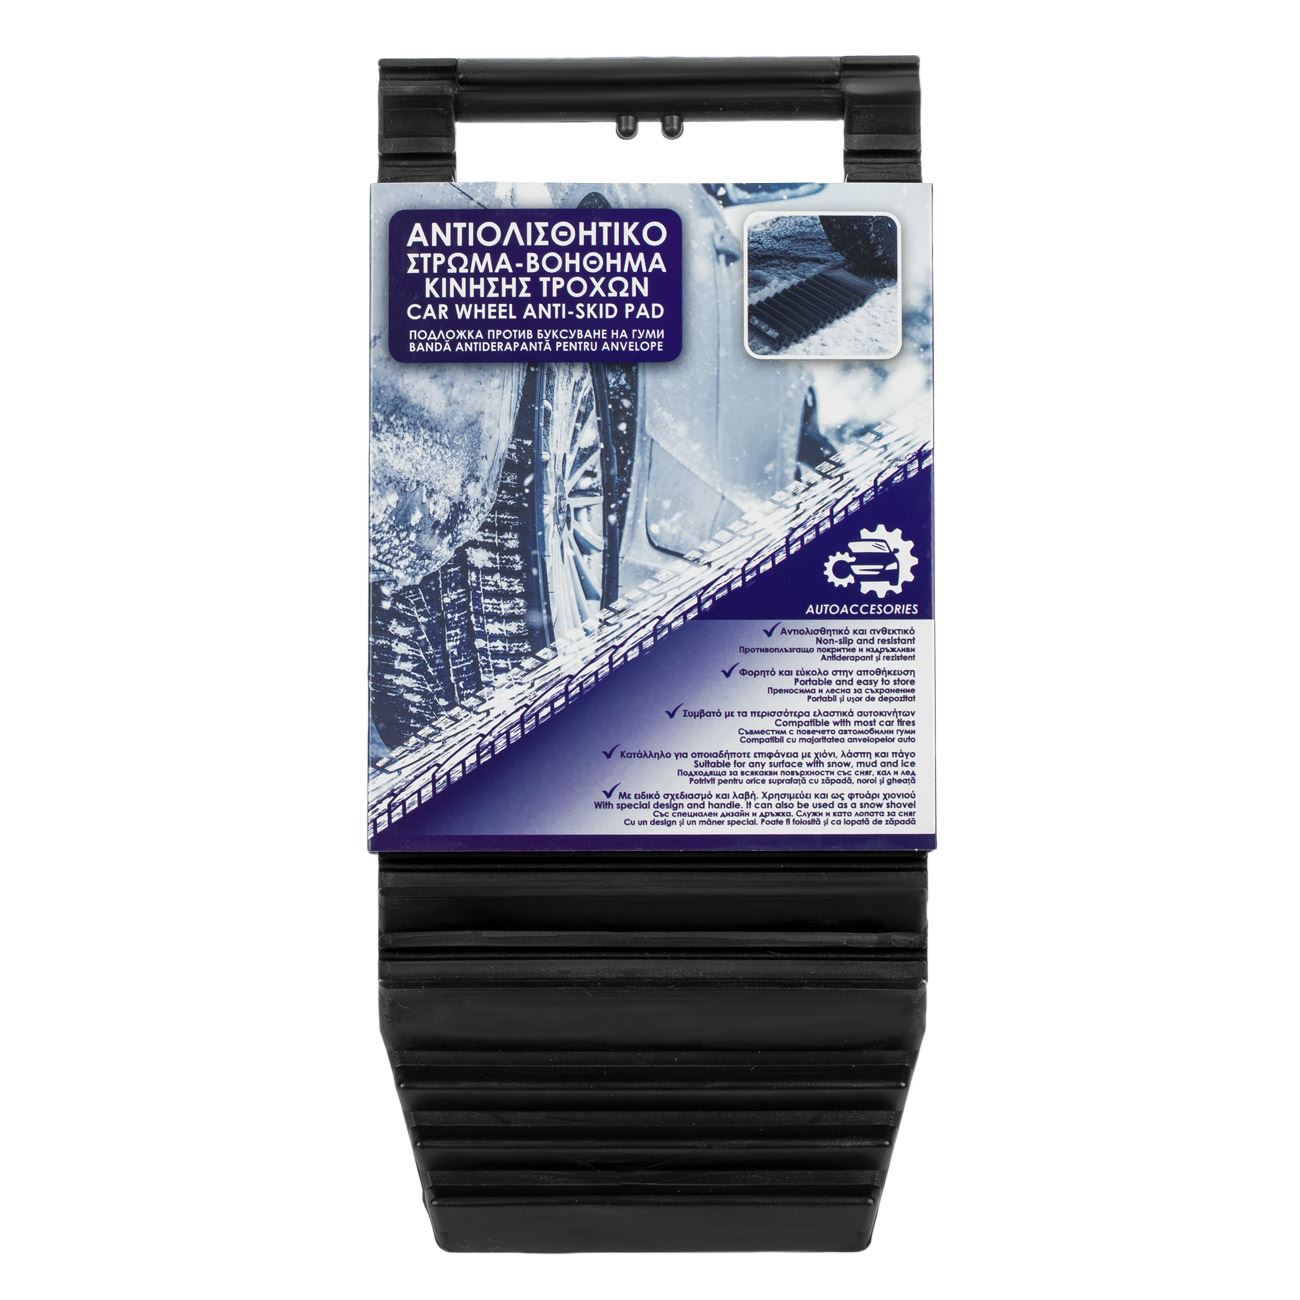 ΑΝΤΙΟΛΙΣΘΗΤΙΚΟ
ΣΤΡΩΜΑ-ΒΟΗΘΗΜΑ
ΚΙΝΗΣΗΣ ΤΡΟΧΩΝ
CAR WHEEL ANTI-SKID PAD
ПОДЛОЖКА ПРОТИВ БУКСУВАНЕ НА ГУМИ
BANDĂ ANTIDERAPANTĂ PENTRU ANVELOPE
AUTOACCESORIES
Αντιολισθητικό και ανθεκτικό
Non-slip and resistant
Противоплъзгащо покритие и издръжливи
Antiderapant și rezistent
Φορητό και εύκολο στην αποθήκευση
Portable and easy to store
Преносима и лесна за съхранение
Portabil și ușor de depozitat
Συμβατό με τα περισσότερα ελαστικά αυτοκινήτων
Compatible with most car tires
Съвместим с повечето автомобилни гуми
Compatibil cu majoritatea anvelopelor auto
Κατάλληλο για οποιαδήποτε επιφάνεια με χιόνι, λάσπη και πάγο
Suitable for any surface with snow, mud and ice
Подходяща за всякакви повърхности със сняг, кал и лед
Potrivit pentru orice suprafață cu zăpadă, noroi și gheață
Με ειδικό σχεδιασμό και λαβή. Χρησιμεύει και ως φτυάρι χιονιού
With special design and handle. It can also be used as a snow shovel
Със специален дизайн и дръжка. Служи и като лопата за сняг
Cu un design și un mâner special. Poate fi folosită și ca lopată de zăpadă